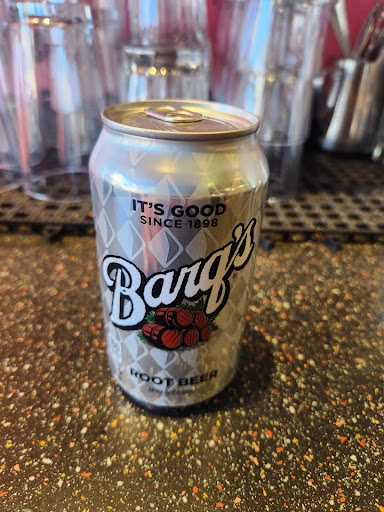 IT'S GOOD
SINCE 1898
Barq's
ROOT BEER